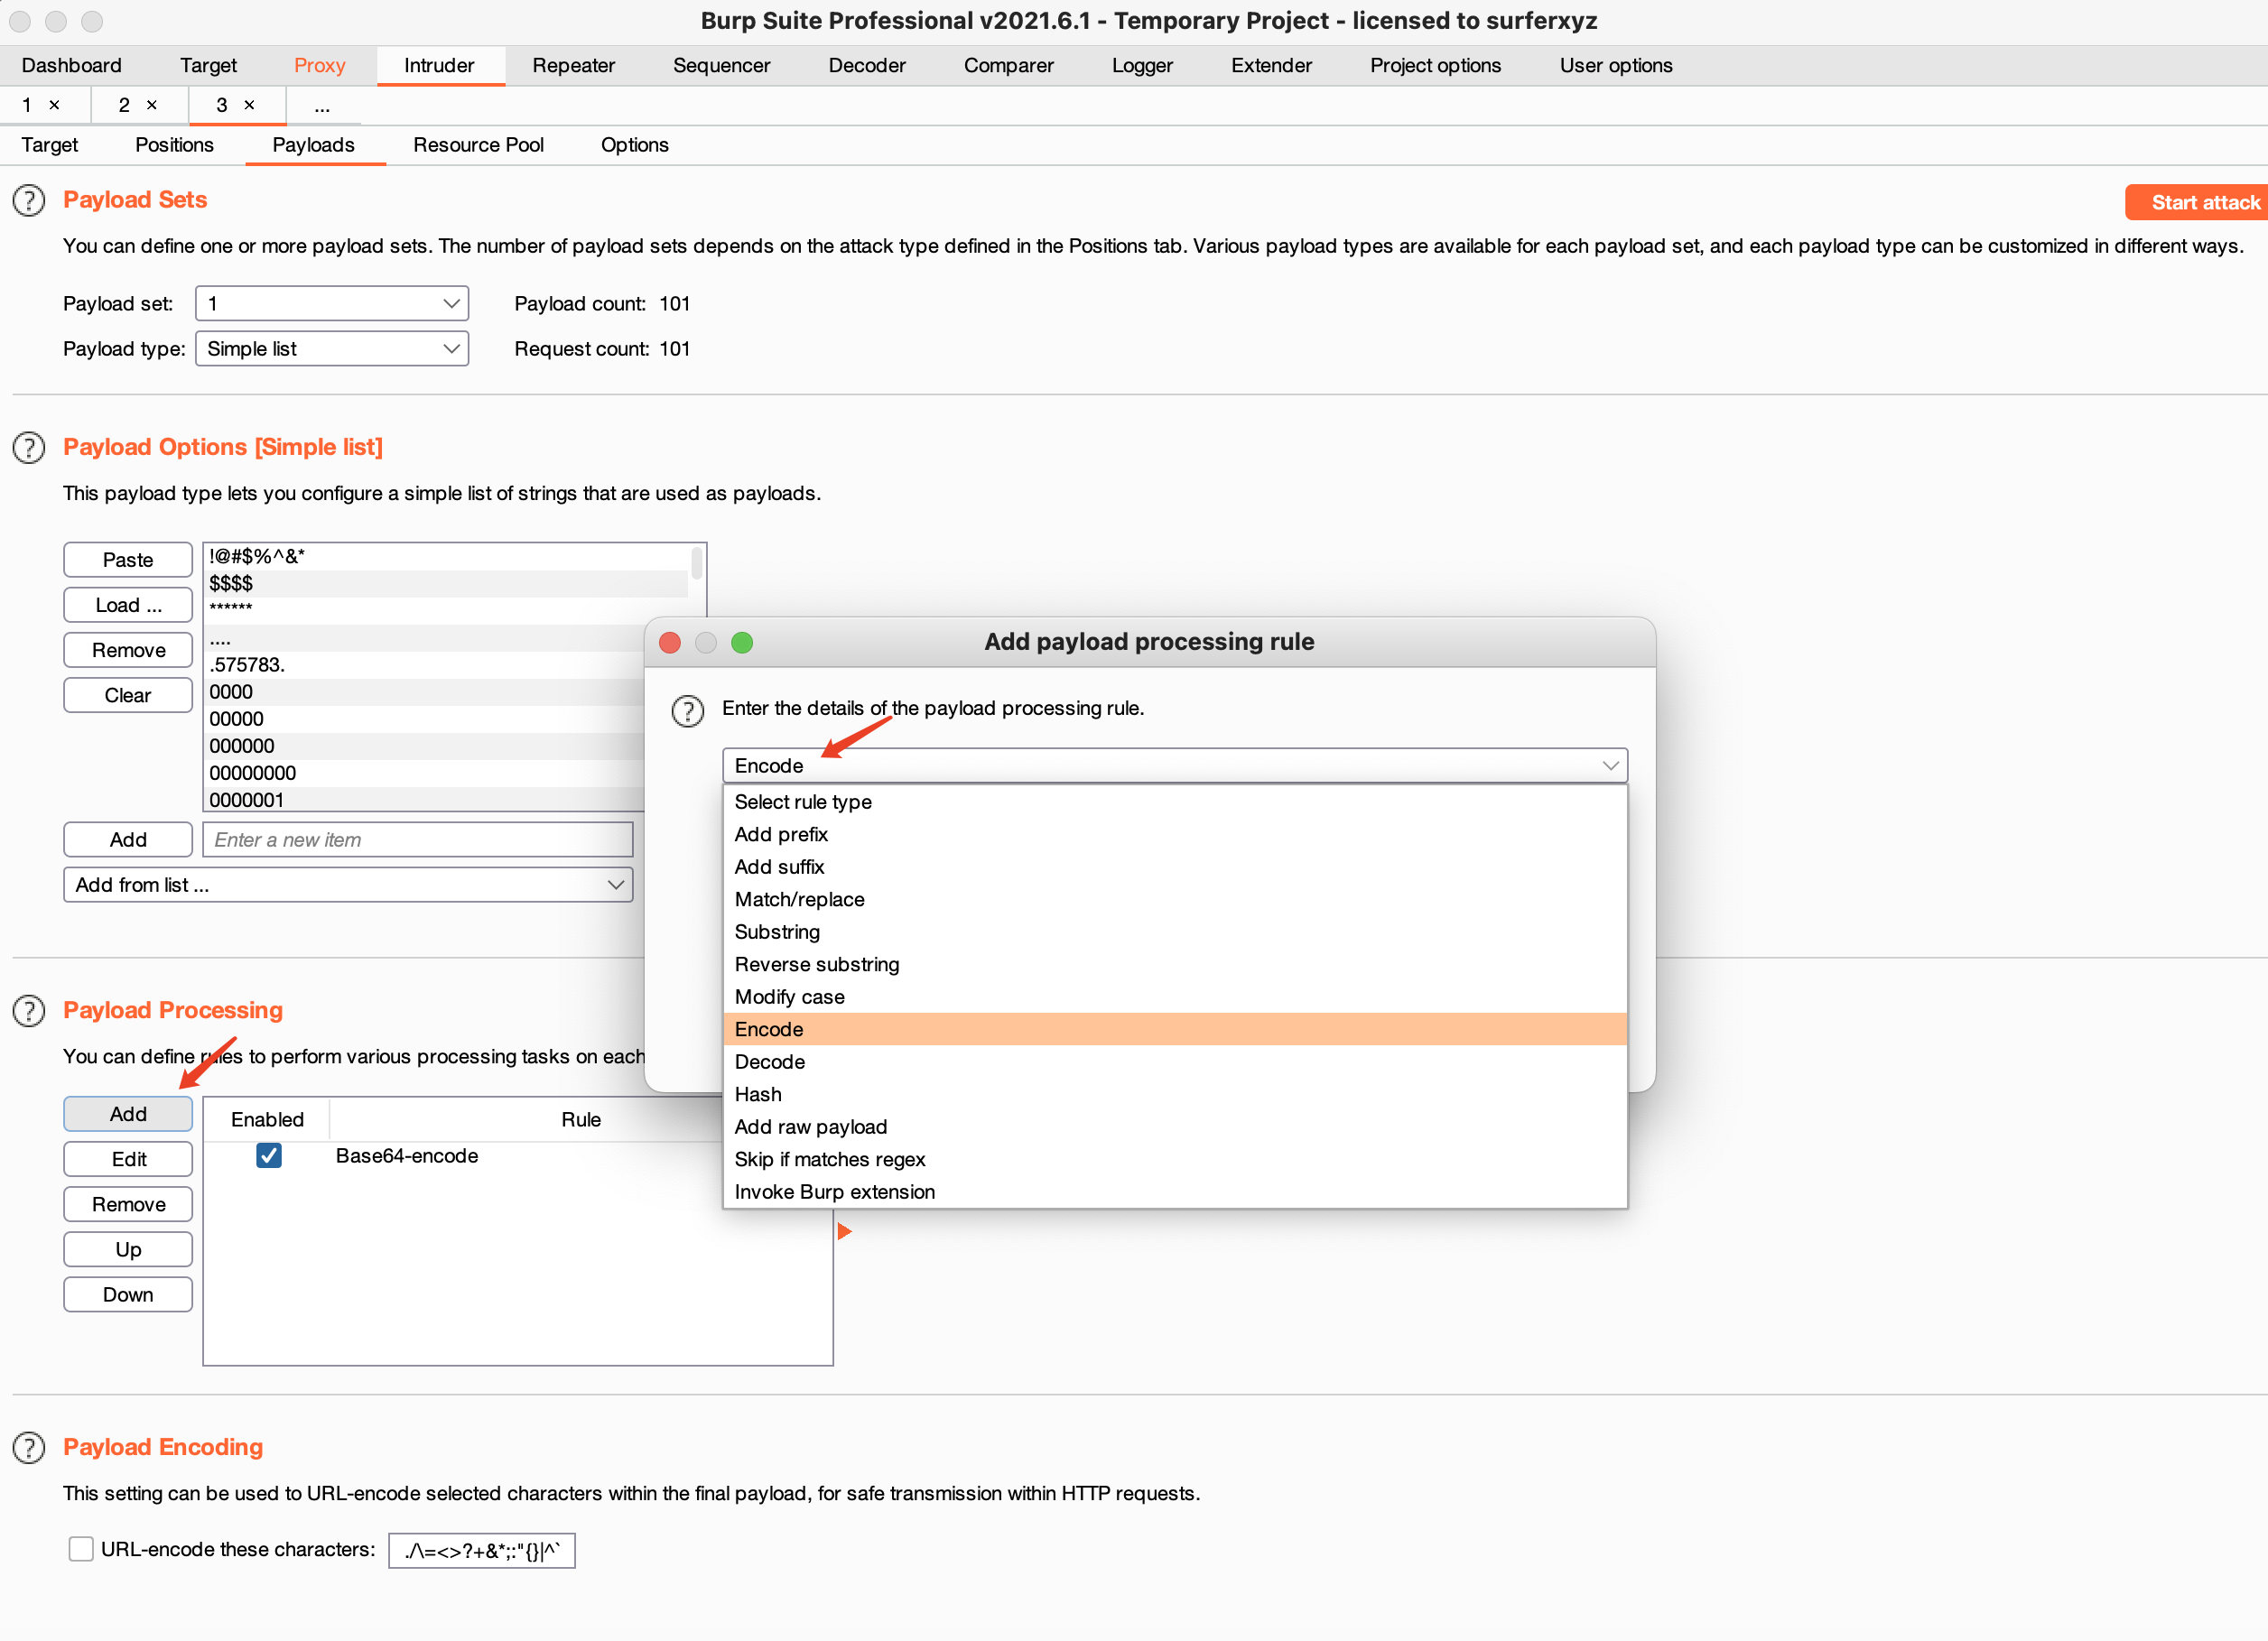 Burp Suite Professional v2021.6.1 - Temporary Project - licensed to surferxyz
Dashboard Target Proxy Intruder Repeater Sequencer Decoder Comparer Logger Extender Project options User options
1 × 2 × 3 × ...
Target Positions Payloads Resource Pool Options
? Payload Sets
Start attack
You can define one or more payload sets. The number of payload sets depends on the attack type defined in the Positions tab. Various payload types are available for each payload set, and each payload type can be customized in different ways.
Payload set: 1 Payload count: 101
Payload type: Simple list Request count: 101
? Payload Options [Simple list]
This payload type lets you configure a simple list of strings that are used as payloads.
Paste
Load ...
Remove
Clear
!@#$%^&*
$$$$
******
....
.575783.
0000
00000
000000
00000000
0000001
Add Enter a new item
Add from list ...
? Payload Processing
You can define rules to perform various processing tasks on each
Add
Edit
Remove
Up
Down
Enabled Rule
Base64-encode
Add payload processing rule
? Enter the details of the payload processing rule.
Encode
Select rule type
Add prefix
Add suffix
Match/replace
Substring
Reverse substring
Modify case
Encode
Decode
Hash
Add raw payload
Skip if matches regex
Invoke Burp extension
? Payload Encoding
This setting can be used to URL-encode selected characters within the final payload, for safe transmission within HTTP requests.
URL-encode these characters: ./\=<>?+&*;:"{}|^`